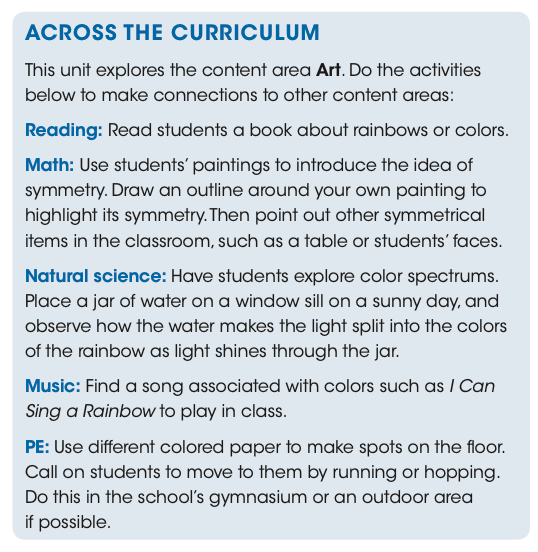 ACROSS THE CURRICULUM
This unit explores the content area Art. Do the activities
below to make connections to other content areas:
Reading: Read students a book about rainbows or colors.
Math: Use students' paintings to introduce the idea of
symmetry. Draw an outline around your own painting to
highlight its symmetry. Then point out other symmetrical
items in the classroom, such as a table or students' faces.
Natural science: Have students explore color spectrums.
Place a jar of water on a window sill on a sunny day, and
observe how the water makes the light split into the colors
of the rainbow as light shines through the jar.
Music: Find a song associated with colors such as I Can
Sing a Rainbow to play in class.
PE: Use different colored paper to make spots on the floor.
Call on students to move to them by running or hopping.
Do this in the school's gymnasium or an outdoor area
if possible.